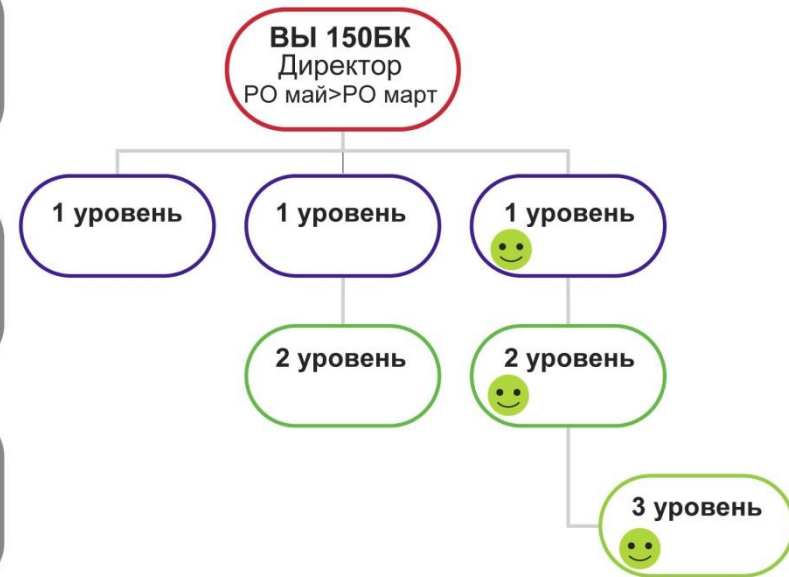 ВЫ 150БК
Директор
РО май>РО март
1 уровень
1 уровень
1 уровень
2 уровень
2 уровень
3 уровень